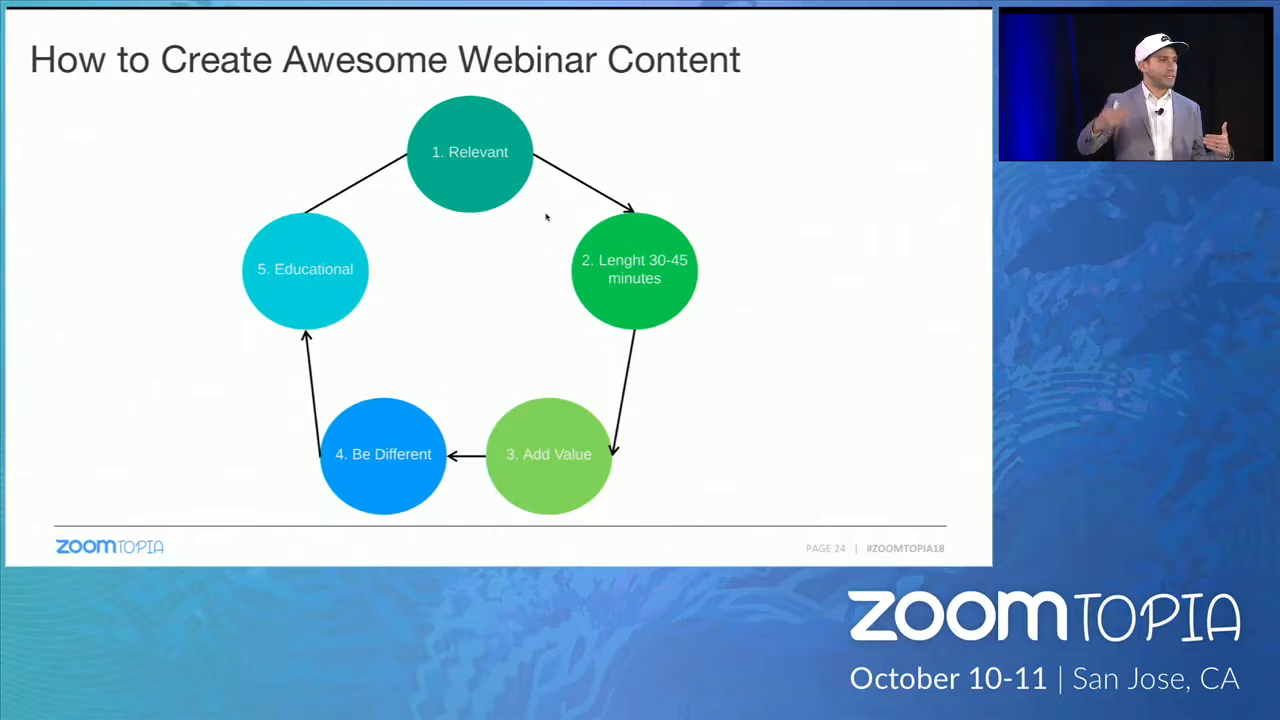 How to Create Awesome Webinar Content
1. Relevant
2. Lenght 30-45
minutes
3. Add Value
4. Be Different
5. Educational
zoomTOPIA
PAGE 24 | #ZOOMTOPIA18
zoomTOPIA
October 10-11 | San Jose, CA